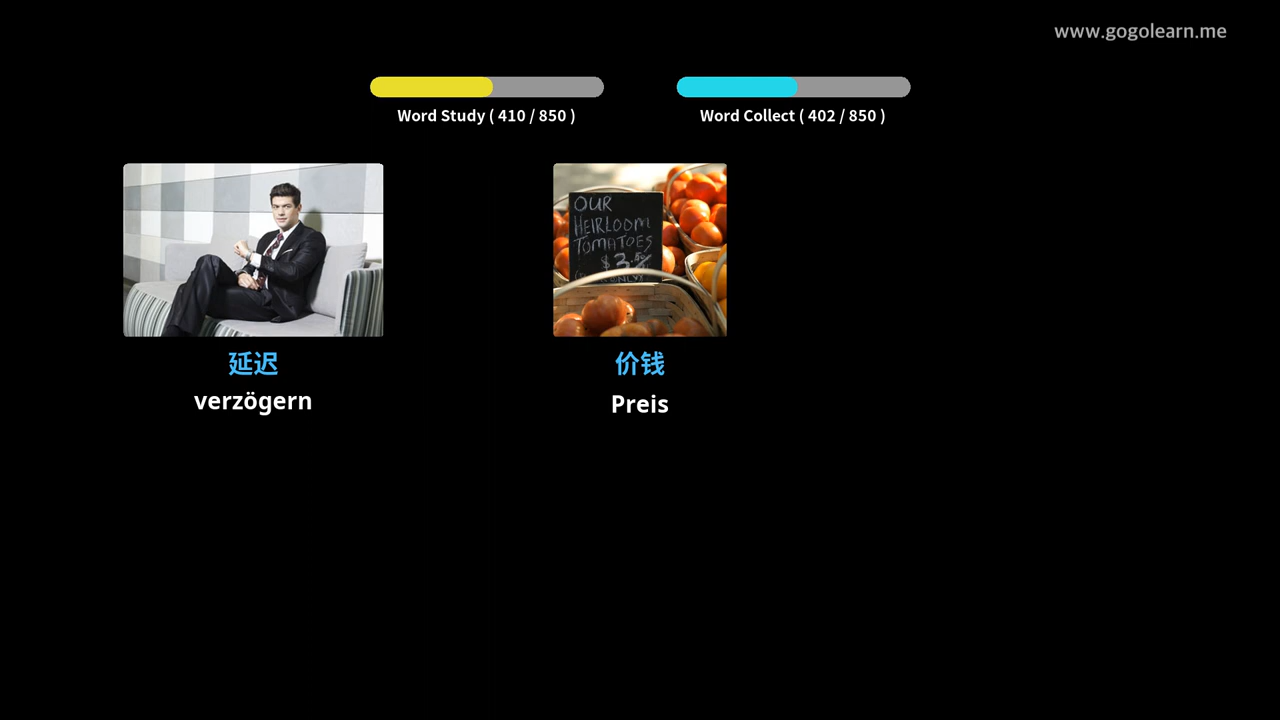 www.gogolearn.me
Word Study ( 410 / 850 )
Word Collect ( 402 / 850 )
OUR
HEIRLOOM
TOMATOES
延迟
价钱
verzögern
Preis